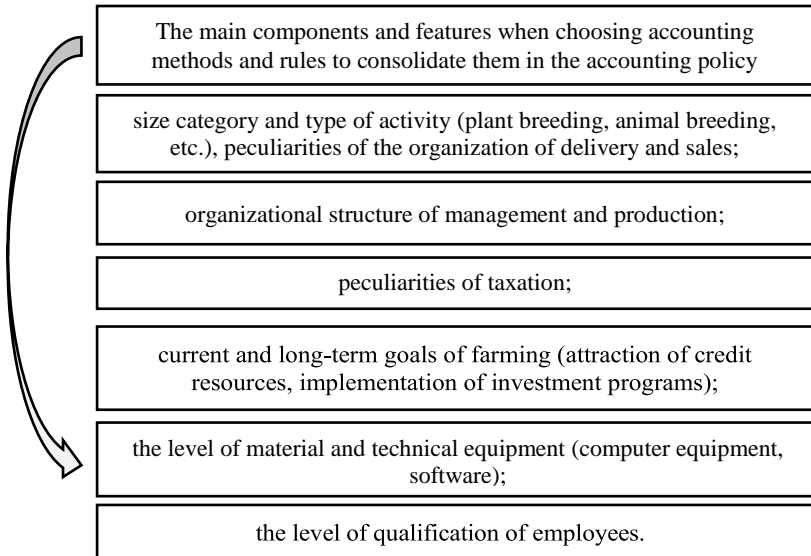 The main components and features when choosing accounting
methods and rules to consolidate them in the accounting policy
size category and type of activity (plant breeding, animal breeding,
etc.), peculiarities of the organization of delivery and sales;
organizational structure of management and production;
peculiarities of taxation;
current and long-term goals of farming (attraction of credit
resources, implementation of investment programs);
the level of material and technical equipment (computer equipment,
software);
the level of qualification of employees.